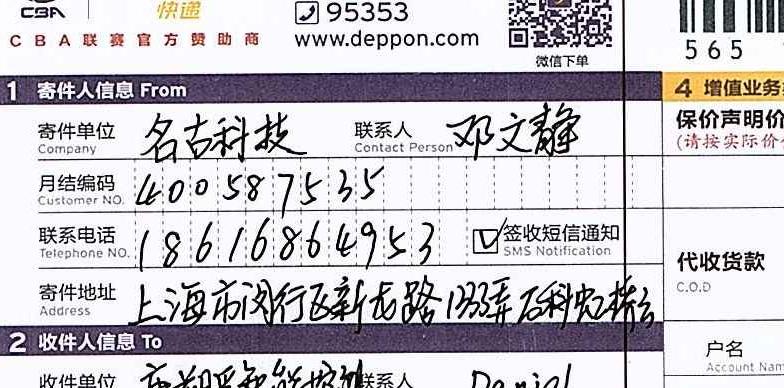 CBA 快递 95353 565
CBA联赛官方赞助商 www.deppon.com 微信下单
1 寄件人信息 From 4 增值业务
寄件单位 名古科技 联系人 邓文静 保价声明价
Company Contact Person (请按实际价
月结编码 400587535
Customer NO.
联系电话 18616864953 签收短信通知 代收货款
Telephone NO. SMS Notification C.O.D
寄件地址 上海市闵行区新龙路1333弄万科虹桥云
Address
2 收件人信息 To 户名
收件单位 联系人 Daniel Account Nam